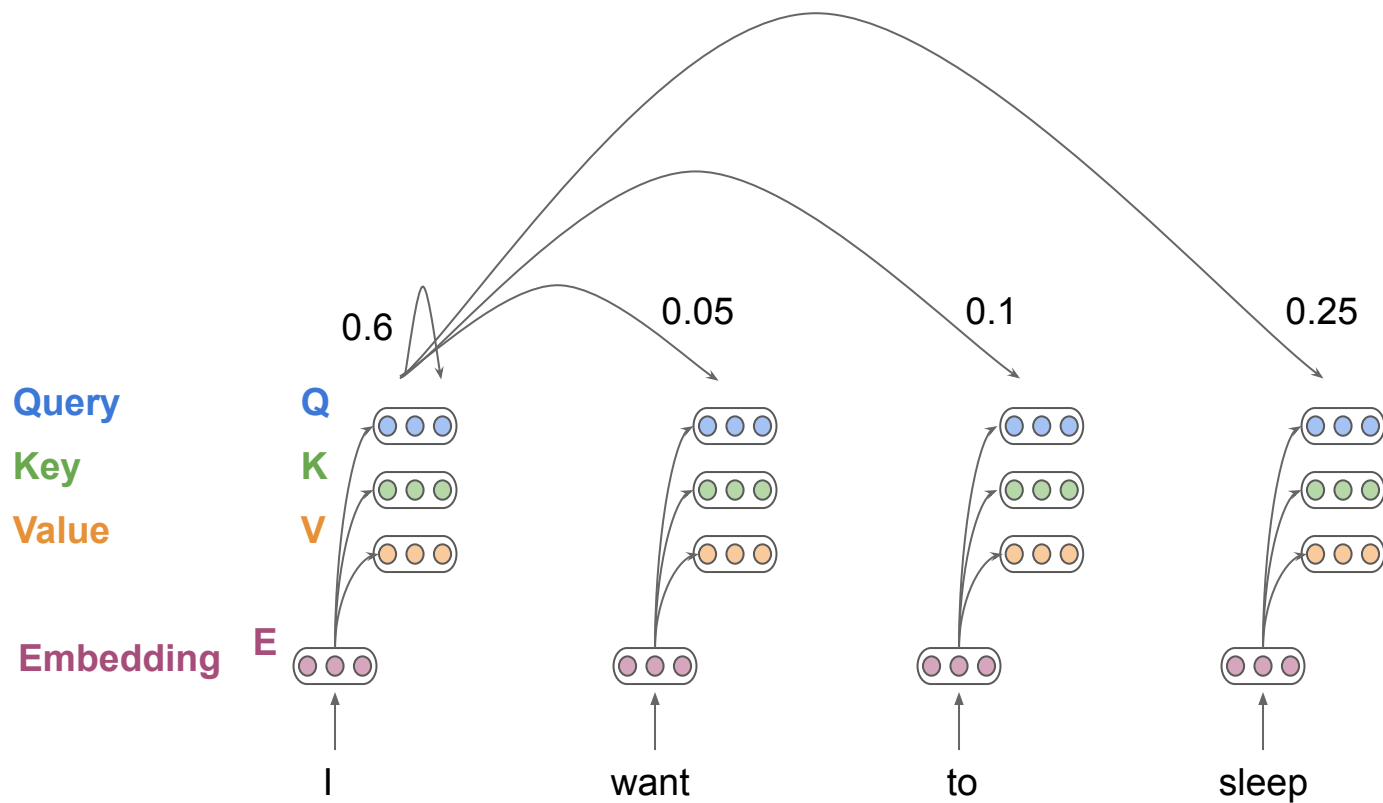 0.6 0.05 0.1 0.25
Query Q
Key K
Value V
Embedding E
I want to sleep